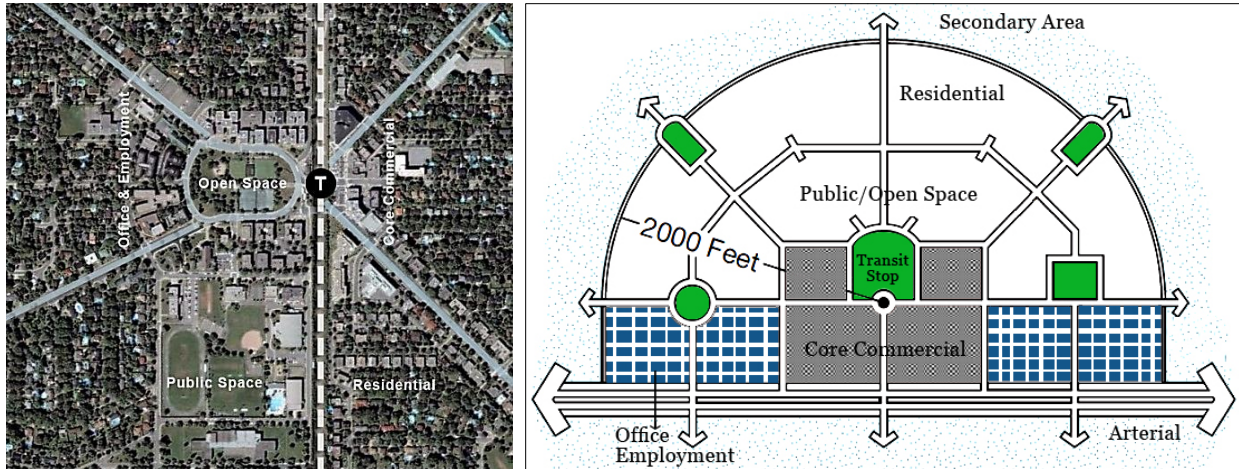 Office & Employment
Open Space
T
Core Commercial
Public Space
Residential
Secondary Area
Residential
Public/Open Space
2000 Feet
Transit
Stop
Core Commercial
Office
Employment
Arterial